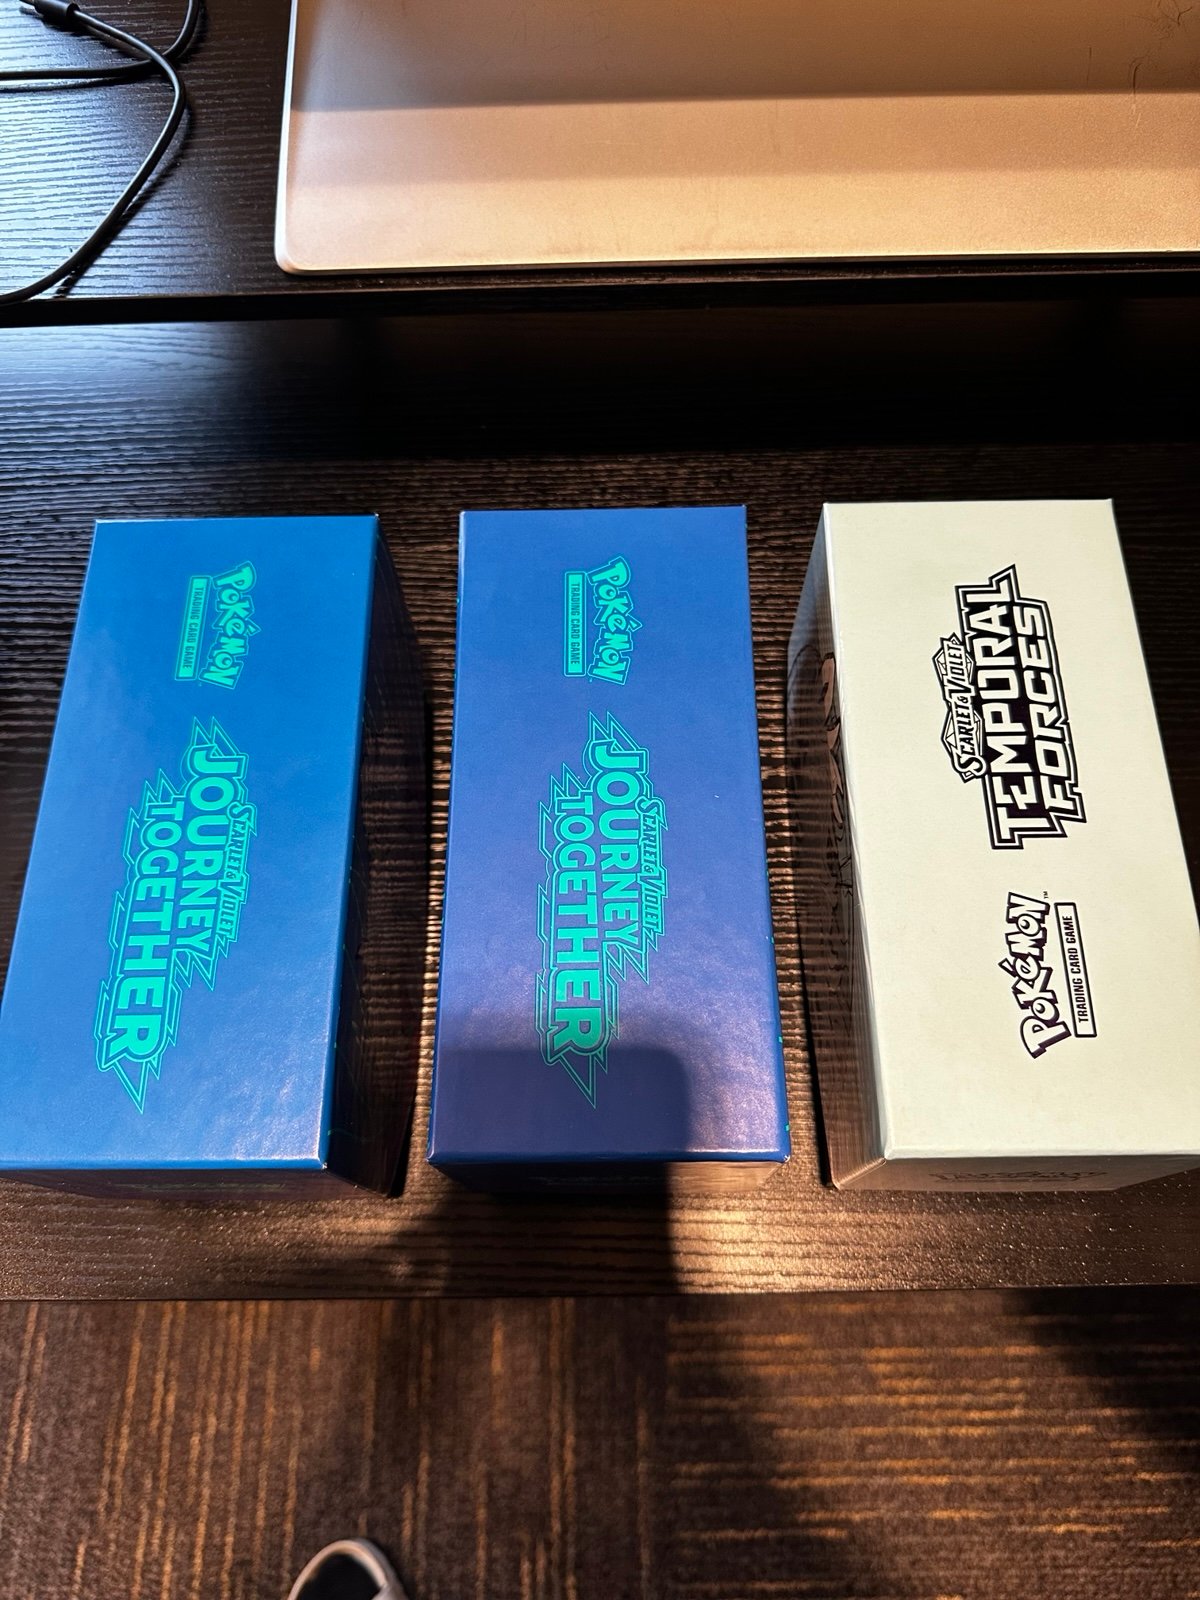 Pokémon
TRADING CARD GAME
SCARLET & VIOLET
JOURNEY
TOGETHER
Pokémon
TRADING CARD GAME
SCARLET & VIOLET
JOURNEY
TOGETHER
SCARLET & VIOLET
TEMPORAL
FORCES
Pokémon™
TRADING CARD GAME